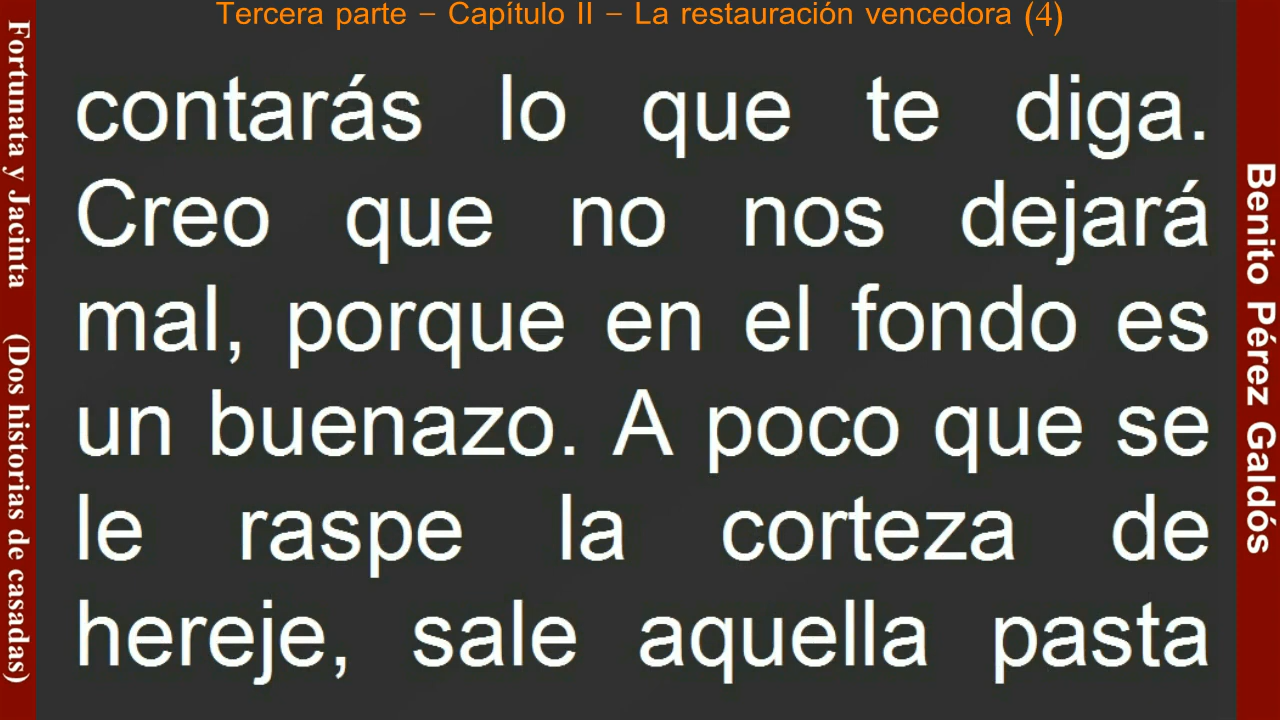 Tercera parte – Capítulo II – La restauración vencedora (4)
Fortunata y Jacinta (Dos historias de casadas)
contarás lo que te diga.
Creo que no nos dejará
mal, porque en el fondo es
un buenazo. A poco que se
le raspe la corteza de
hereje, sale aquella pasta
Benito Pérez Galdós